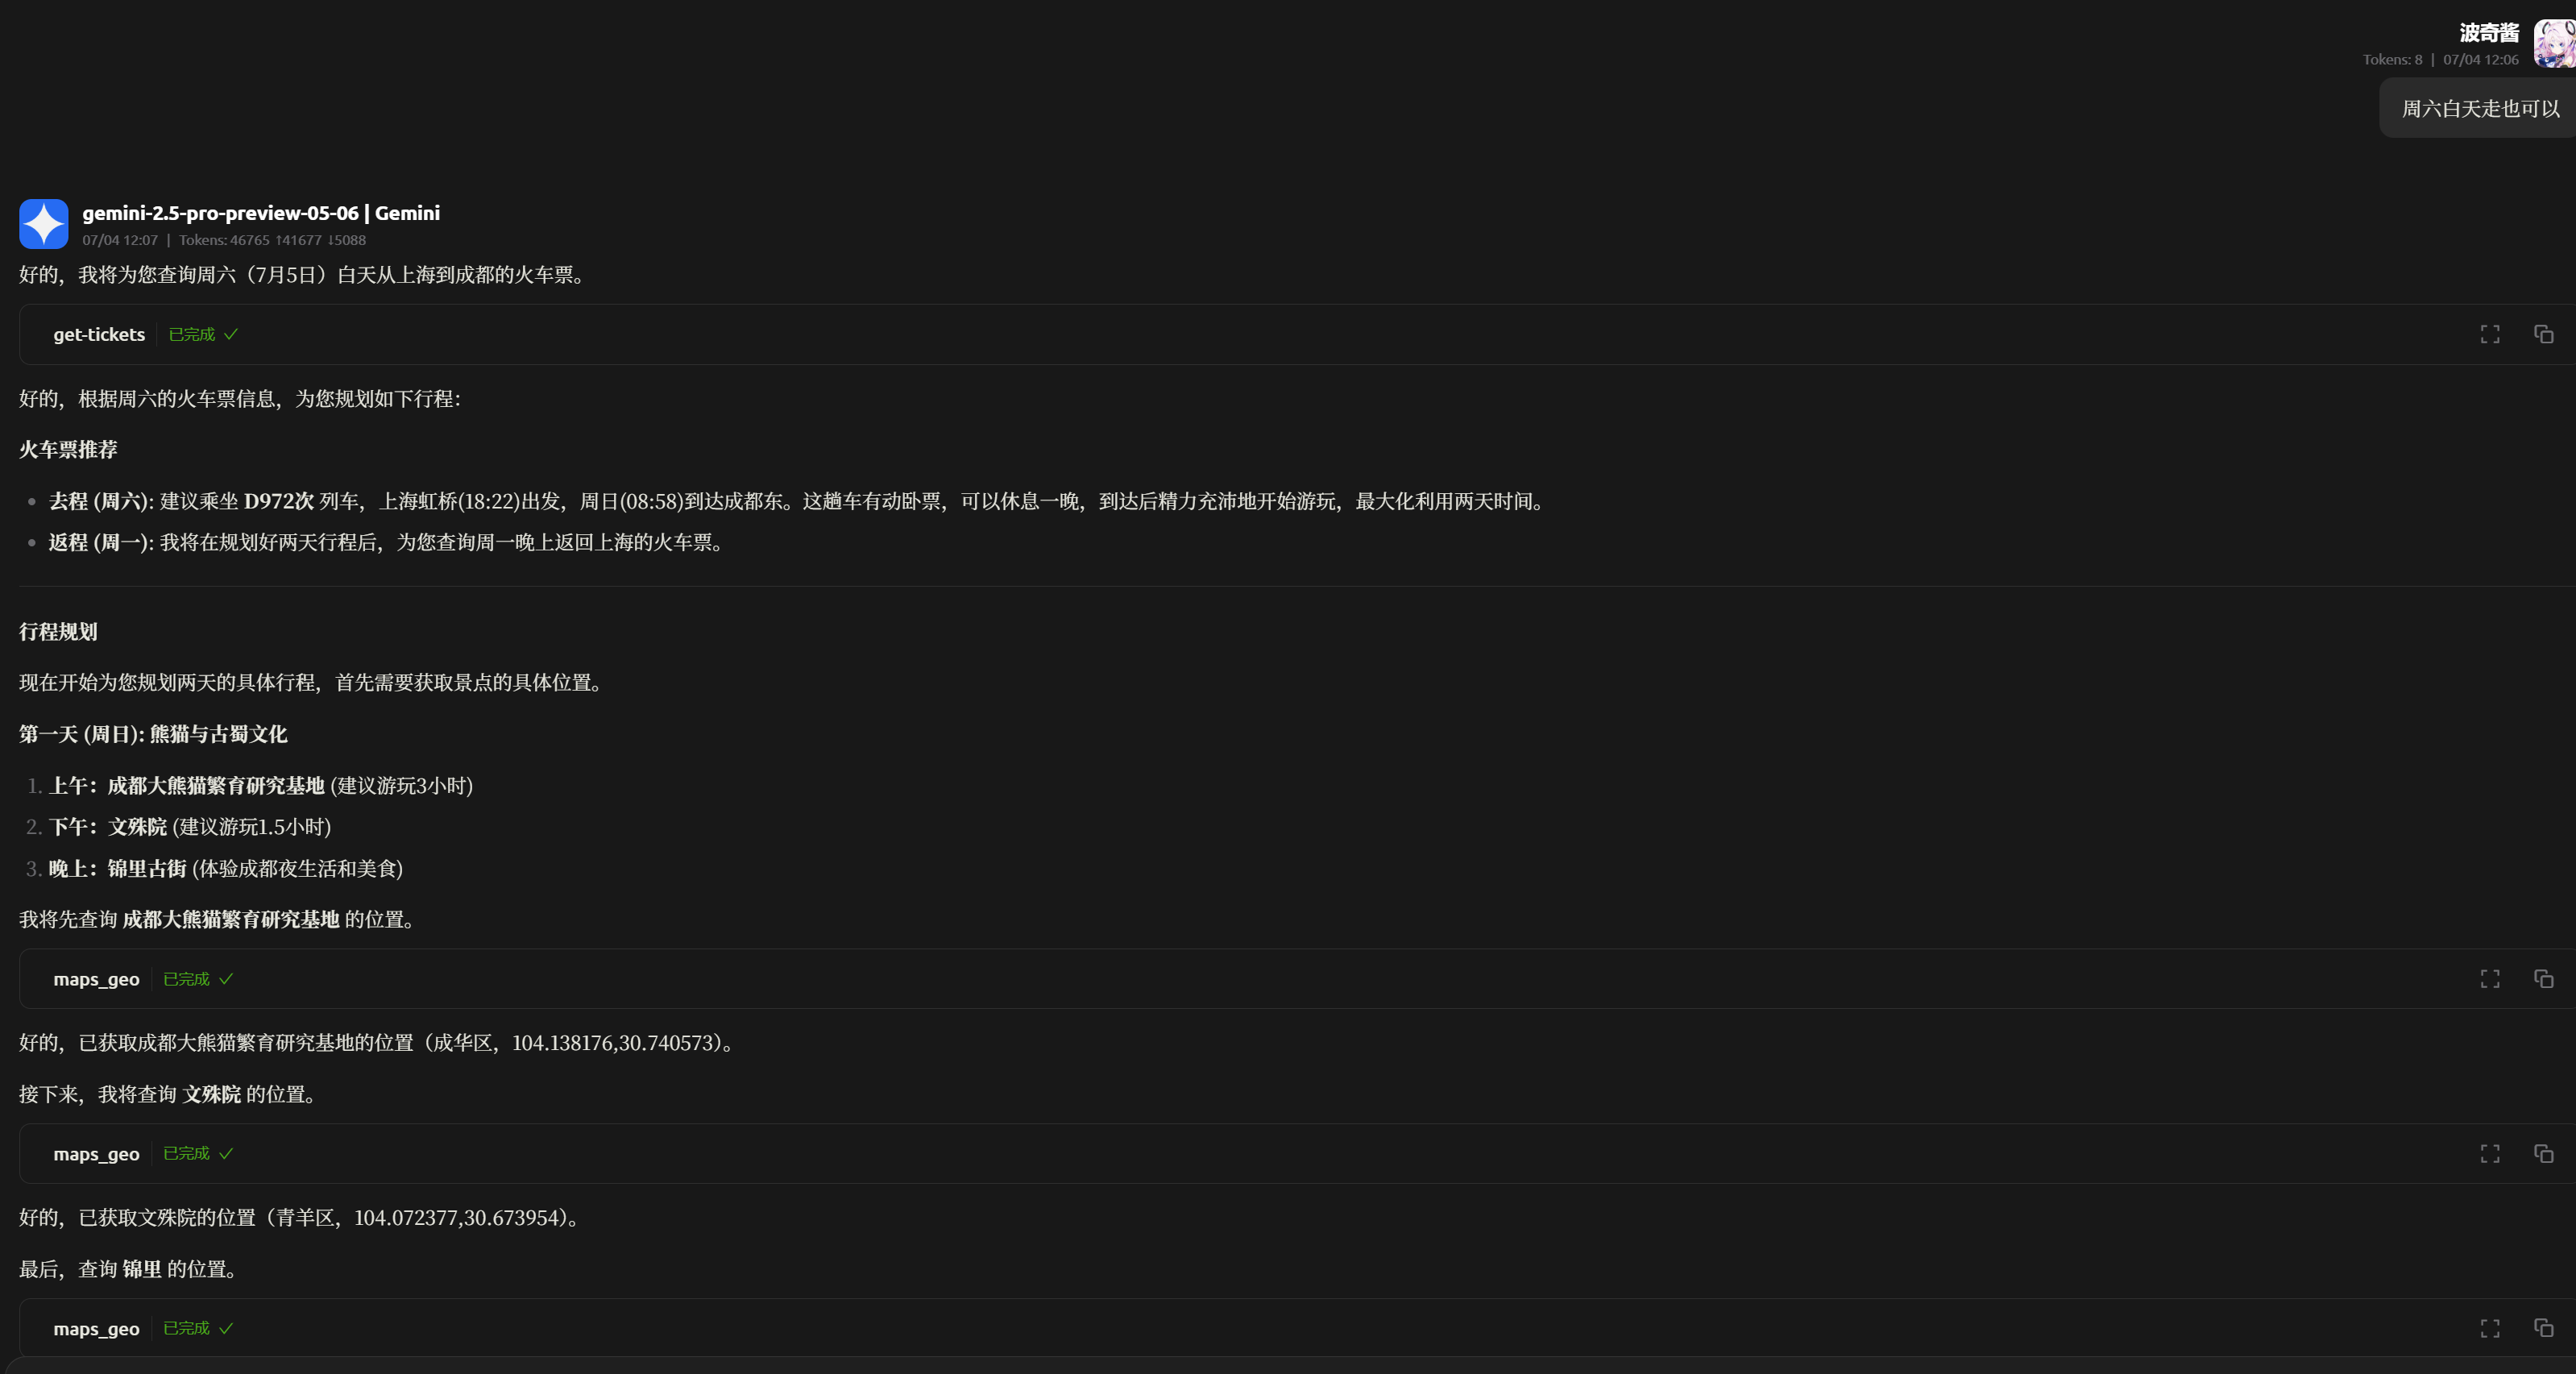 波奇酱
Tokens: 8 | 07/04 12:06
周六白天走也可以
gemini-2.5-pro-preview-05-06 | Gemini
07/04 12:07 | Tokens: 46765 ↑41677 ↓5088
好的，我将为您查询周六（7月5日）白天从上海到成都的火车票。
get-tickets 已完成 ✓
好的，根据周六的火车票信息，为您规划如下行程：
火车票推荐
• 去程 (周六): 建议乘坐 D972次 列车，上海虹桥(18:22)出发，周日(08:58)到达成都东。这趟车有动卧票，可以休息一晚，到达后精力充沛地开始游玩，最大化利用两天时间。
• 返程 (周一): 我将在规划好两天行程后，为您查询周一晚上返回上海的火车票。
行程规划
现在开始为您规划两天的具体行程，首先需要获取景点的具体位置。
第一天 (周日): 熊猫与古蜀文化
1. 上午：成都大熊猫繁育研究基地 (建议游玩3小时)
2. 下午：文殊院 (建议游玩1.5小时)
3. 晚上：锦里古街 (体验成都夜生活和美食)
我将先查询 成都大熊猫繁育研究基地 的位置。
maps_geo 已完成 ✓
好的，已获取成都大熊猫繁育研究基地的位置（成华区，104.138176,30.740573）。
接下来，我将查询 文殊院 的位置。
maps_geo 已完成 ✓
好的，已获取文殊院的位置（青羊区，104.072377,30.673954）。
最后，查询 锦里 的位置。
maps_geo 已完成 ✓